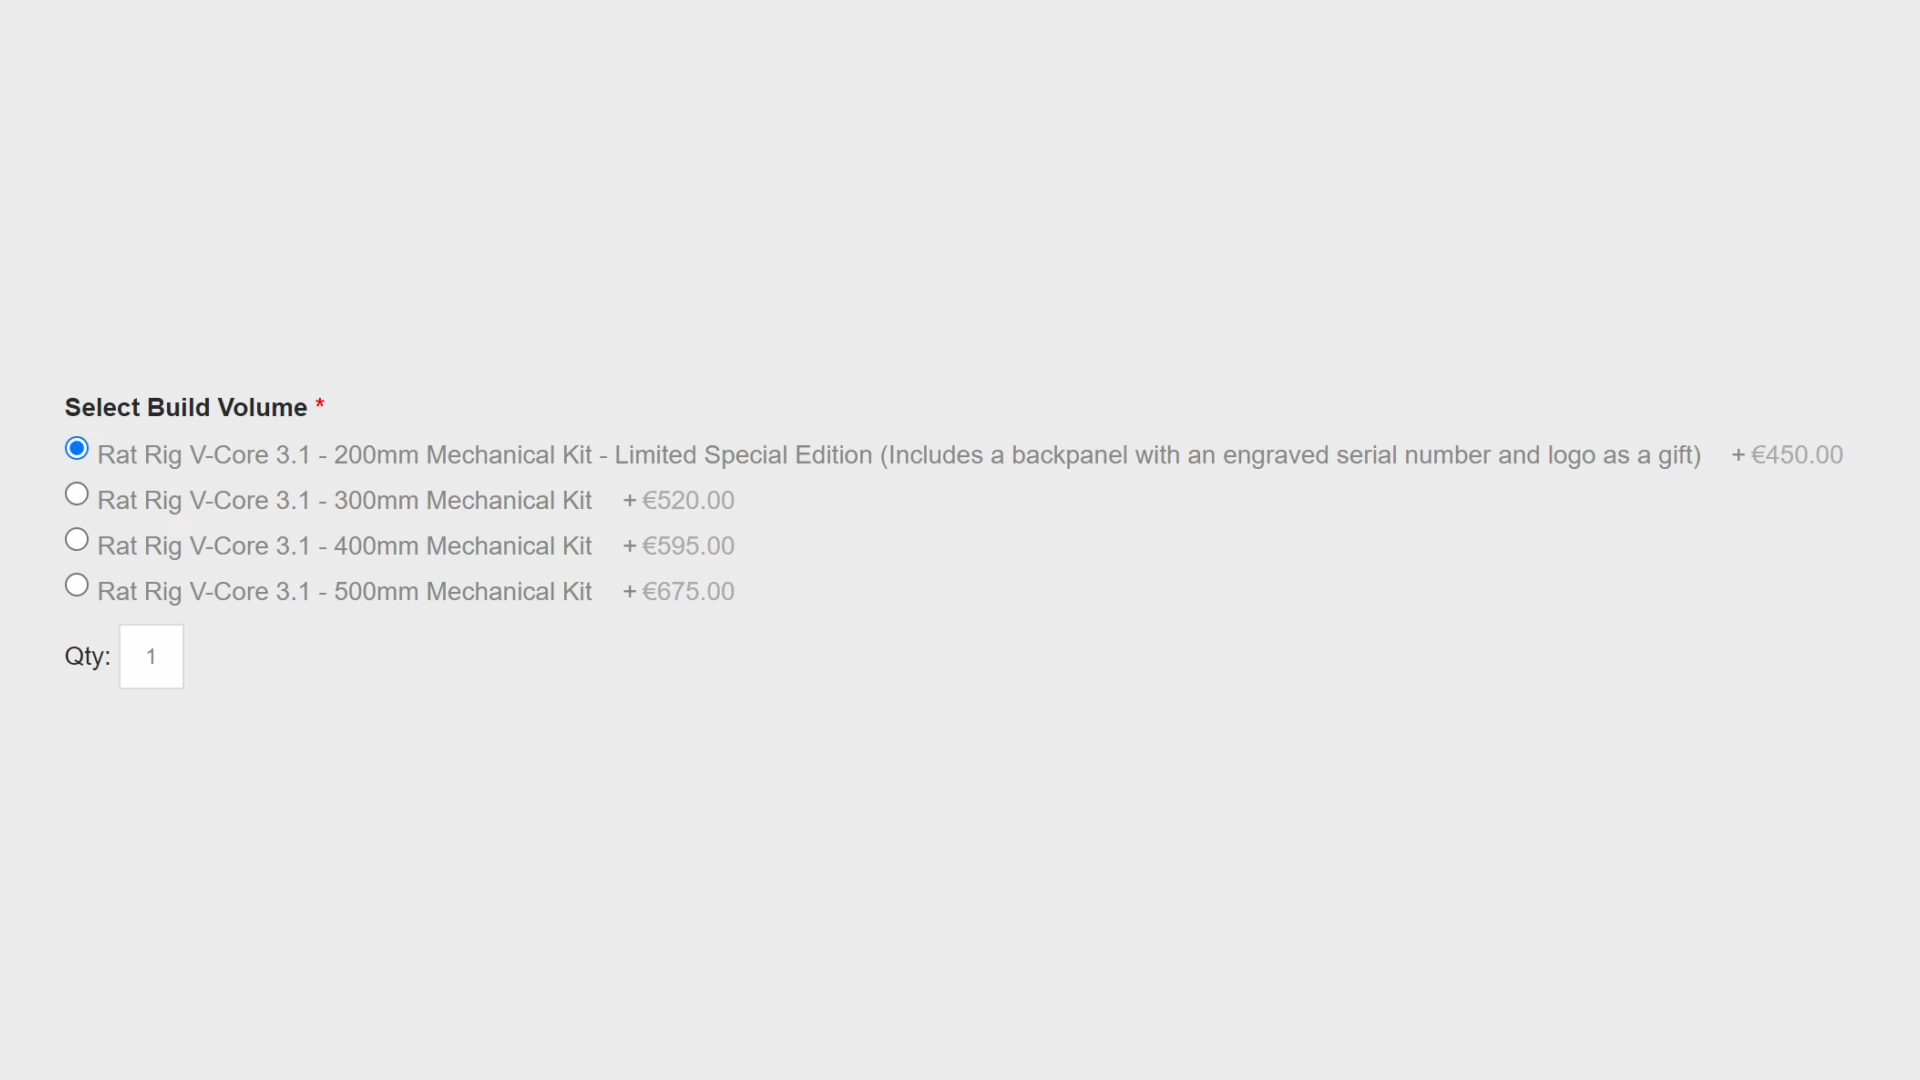 Select Build Volume *
Rat Rig V-Core 3.1 - 200mm Mechanical Kit - Limited Special Edition (Includes a backpanel with an engraved serial number and logo as a gift) + €450.00
Rat Rig V-Core 3.1 - 300mm Mechanical Kit + €520.00
Rat Rig V-Core 3.1 - 400mm Mechanical Kit + €595.00
Rat Rig V-Core 3.1 - 500mm Mechanical Kit + €675.00
Qty: 1